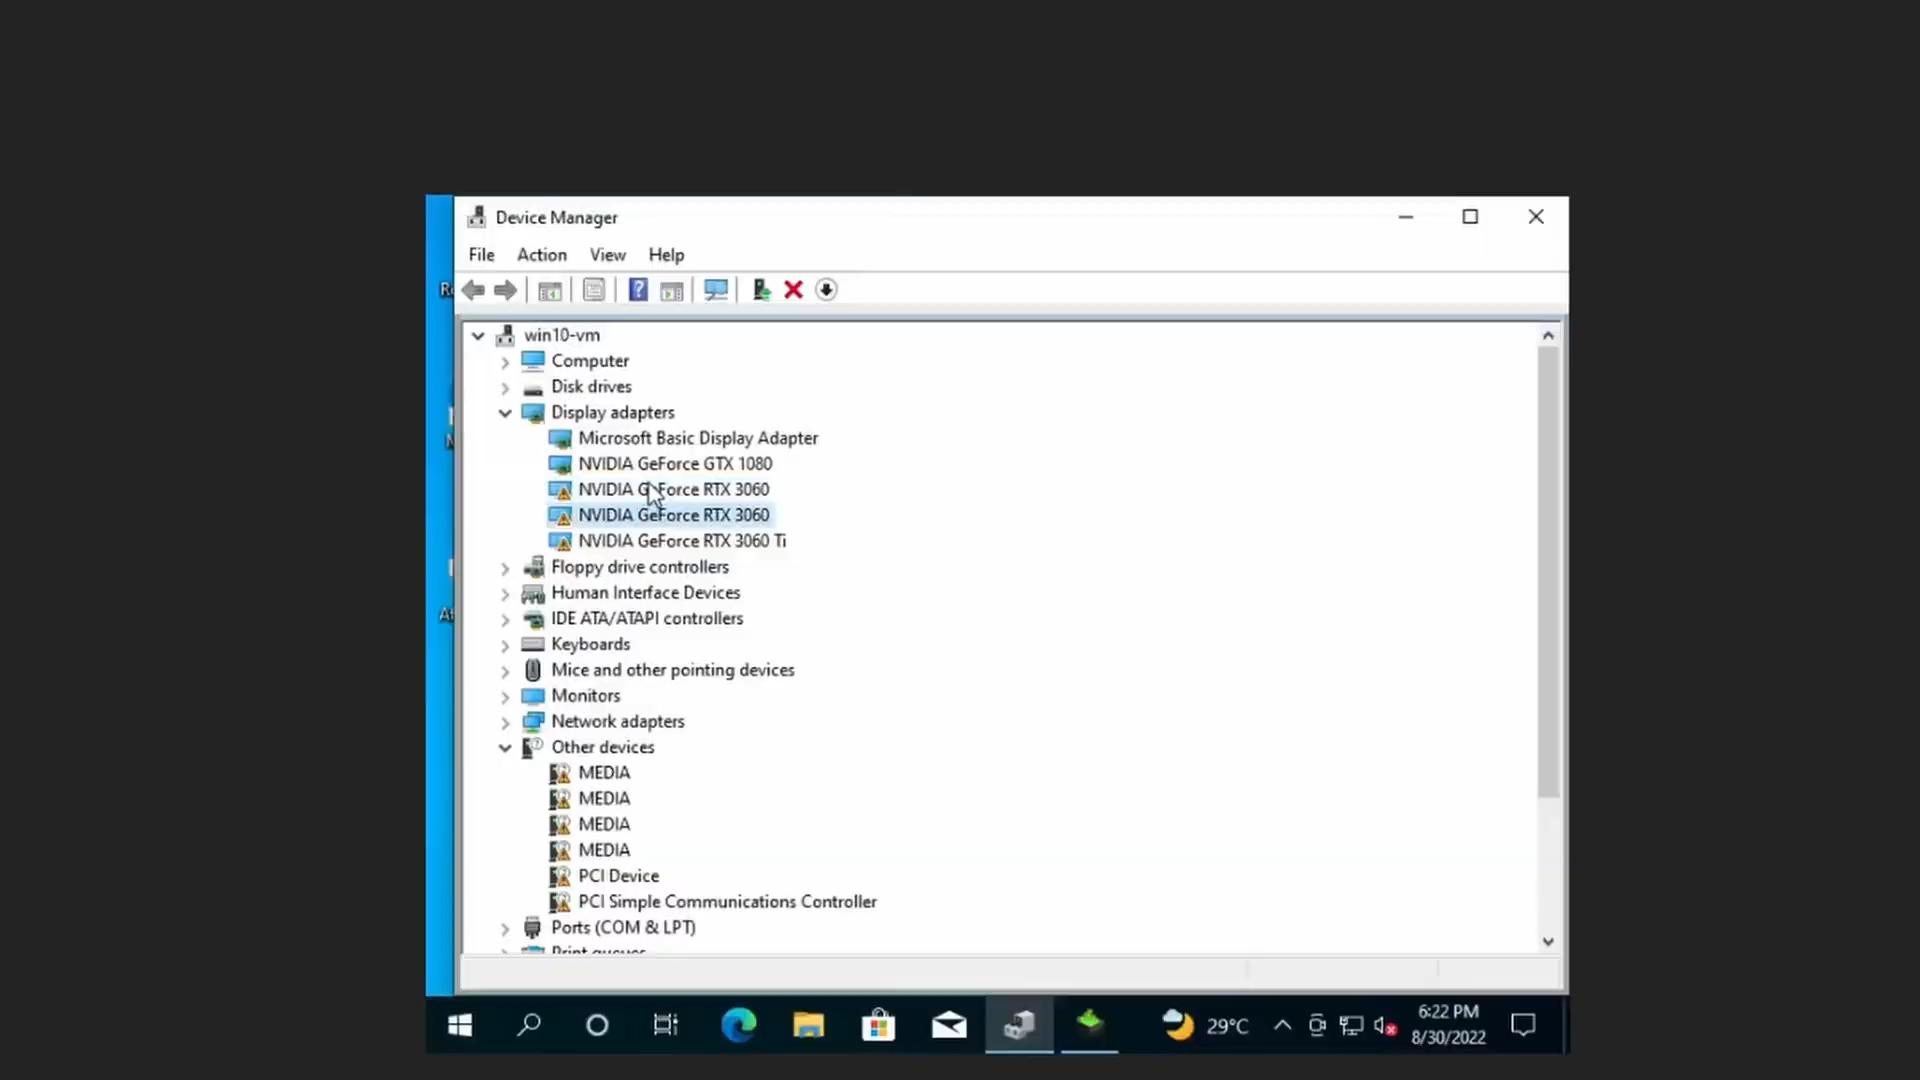 Device Manager
File Action View Help
win10-vm
Computer
Disk drives
Display adapters
Microsoft Basic Display Adapter
NVIDIA GeForce GTX 1080
NVIDIA GeForce RTX 3060
NVIDIA GeForce RTX 3060
NVIDIA GeForce RTX 3060 Ti
Floppy drive controllers
Human Interface Devices
IDE ATA/ATAPI controllers
Keyboards
Mice and other pointing devices
Monitors
Network adapters
Other devices
MEDIA
MEDIA
MEDIA
MEDIA
PCI Device
PCI Simple Communications Controller
Ports (COM & LPT)
Print queues
29°C
6:22 PM
8/30/2022